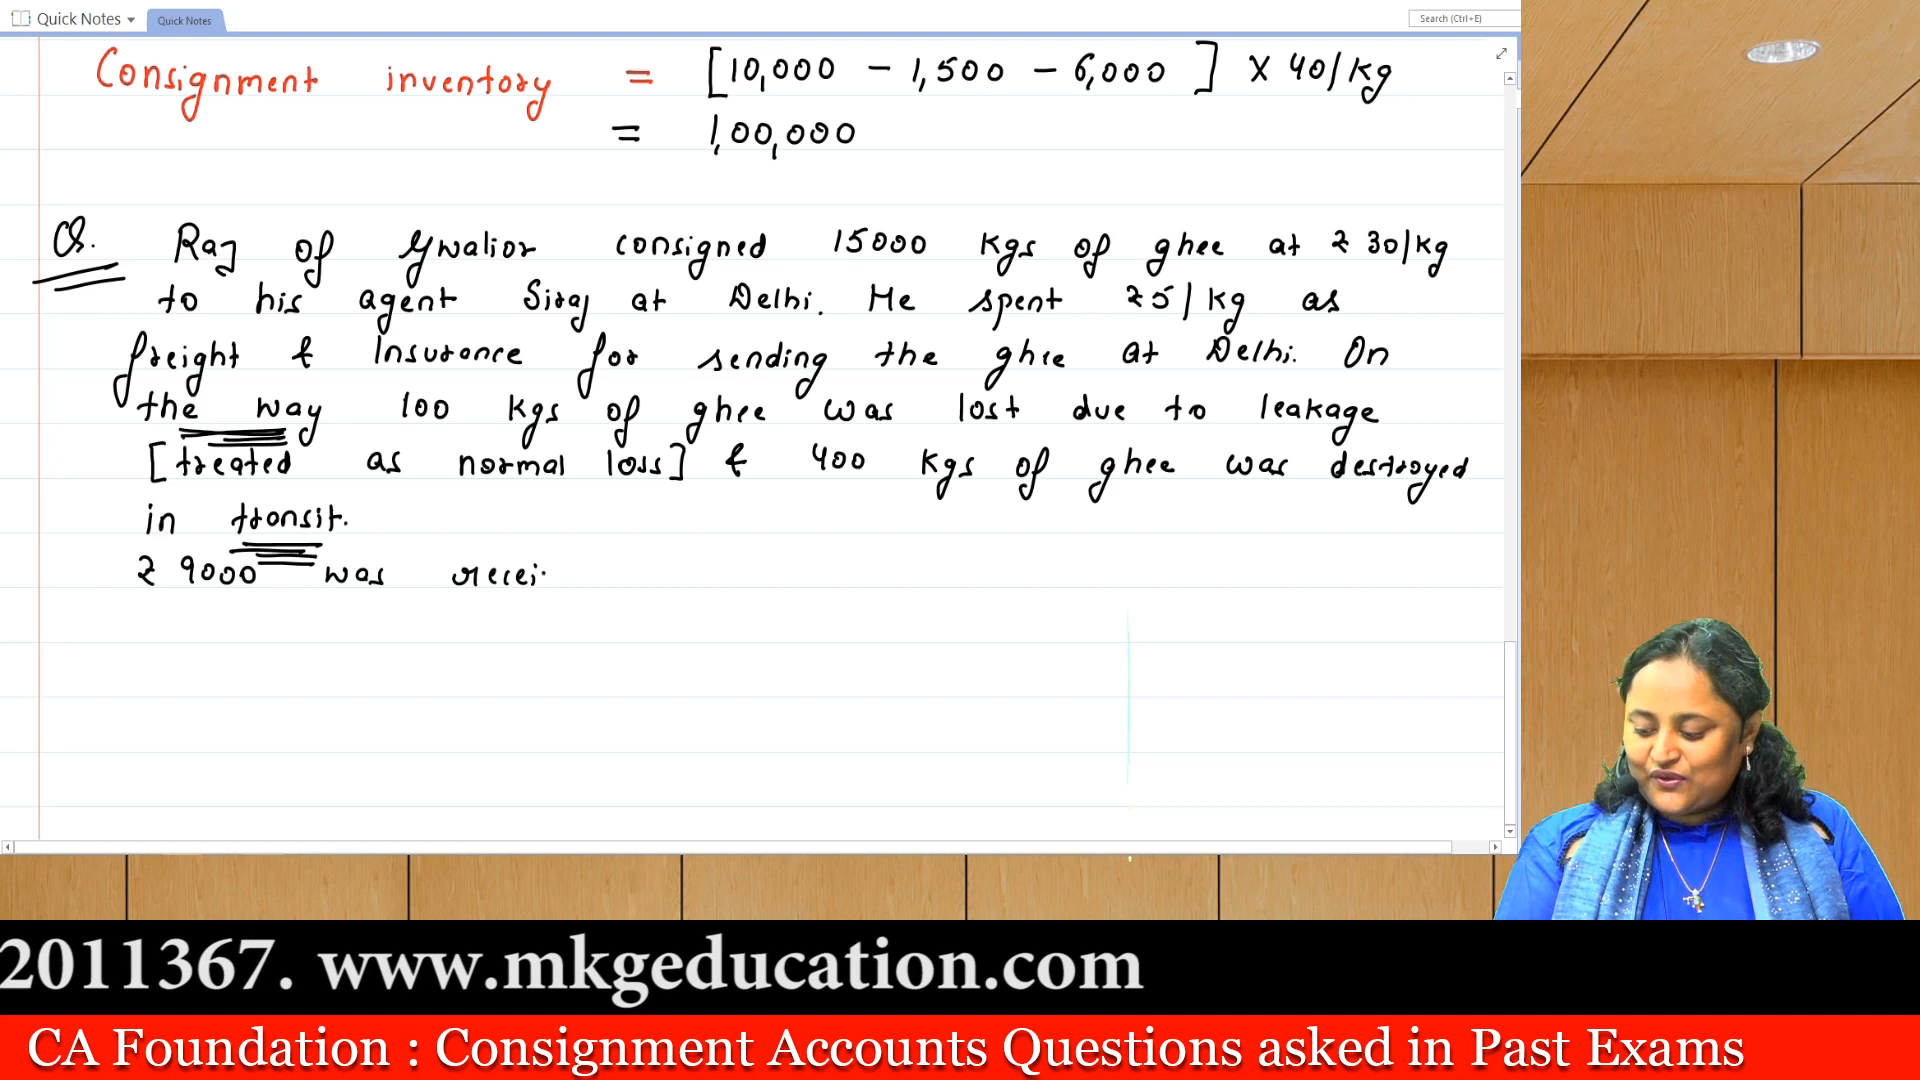 Quick Notes
Quick Notes
Search (Ctrl+E)
Consignment inventory = [10,000 - 1,500 - 6,000] X 40/kg
= 1,00,000
Q. Raj of Gwalior consigned 15000 kgs of ghee at ₹ 30/kg
to his agent Siraj at Delhi. He spent ₹5/kg as
freight & Insurance for sending the ghee at Delhi. On
the way 100 kgs of ghee was lost due to leakage
[treated as normal loss] & 400 kgs of ghee was destroyed
in transit.
₹ 9000 was recei
2011367. www.mkgeducation.com
CA Foundation : Consignment Accounts Questions asked in Past Exams